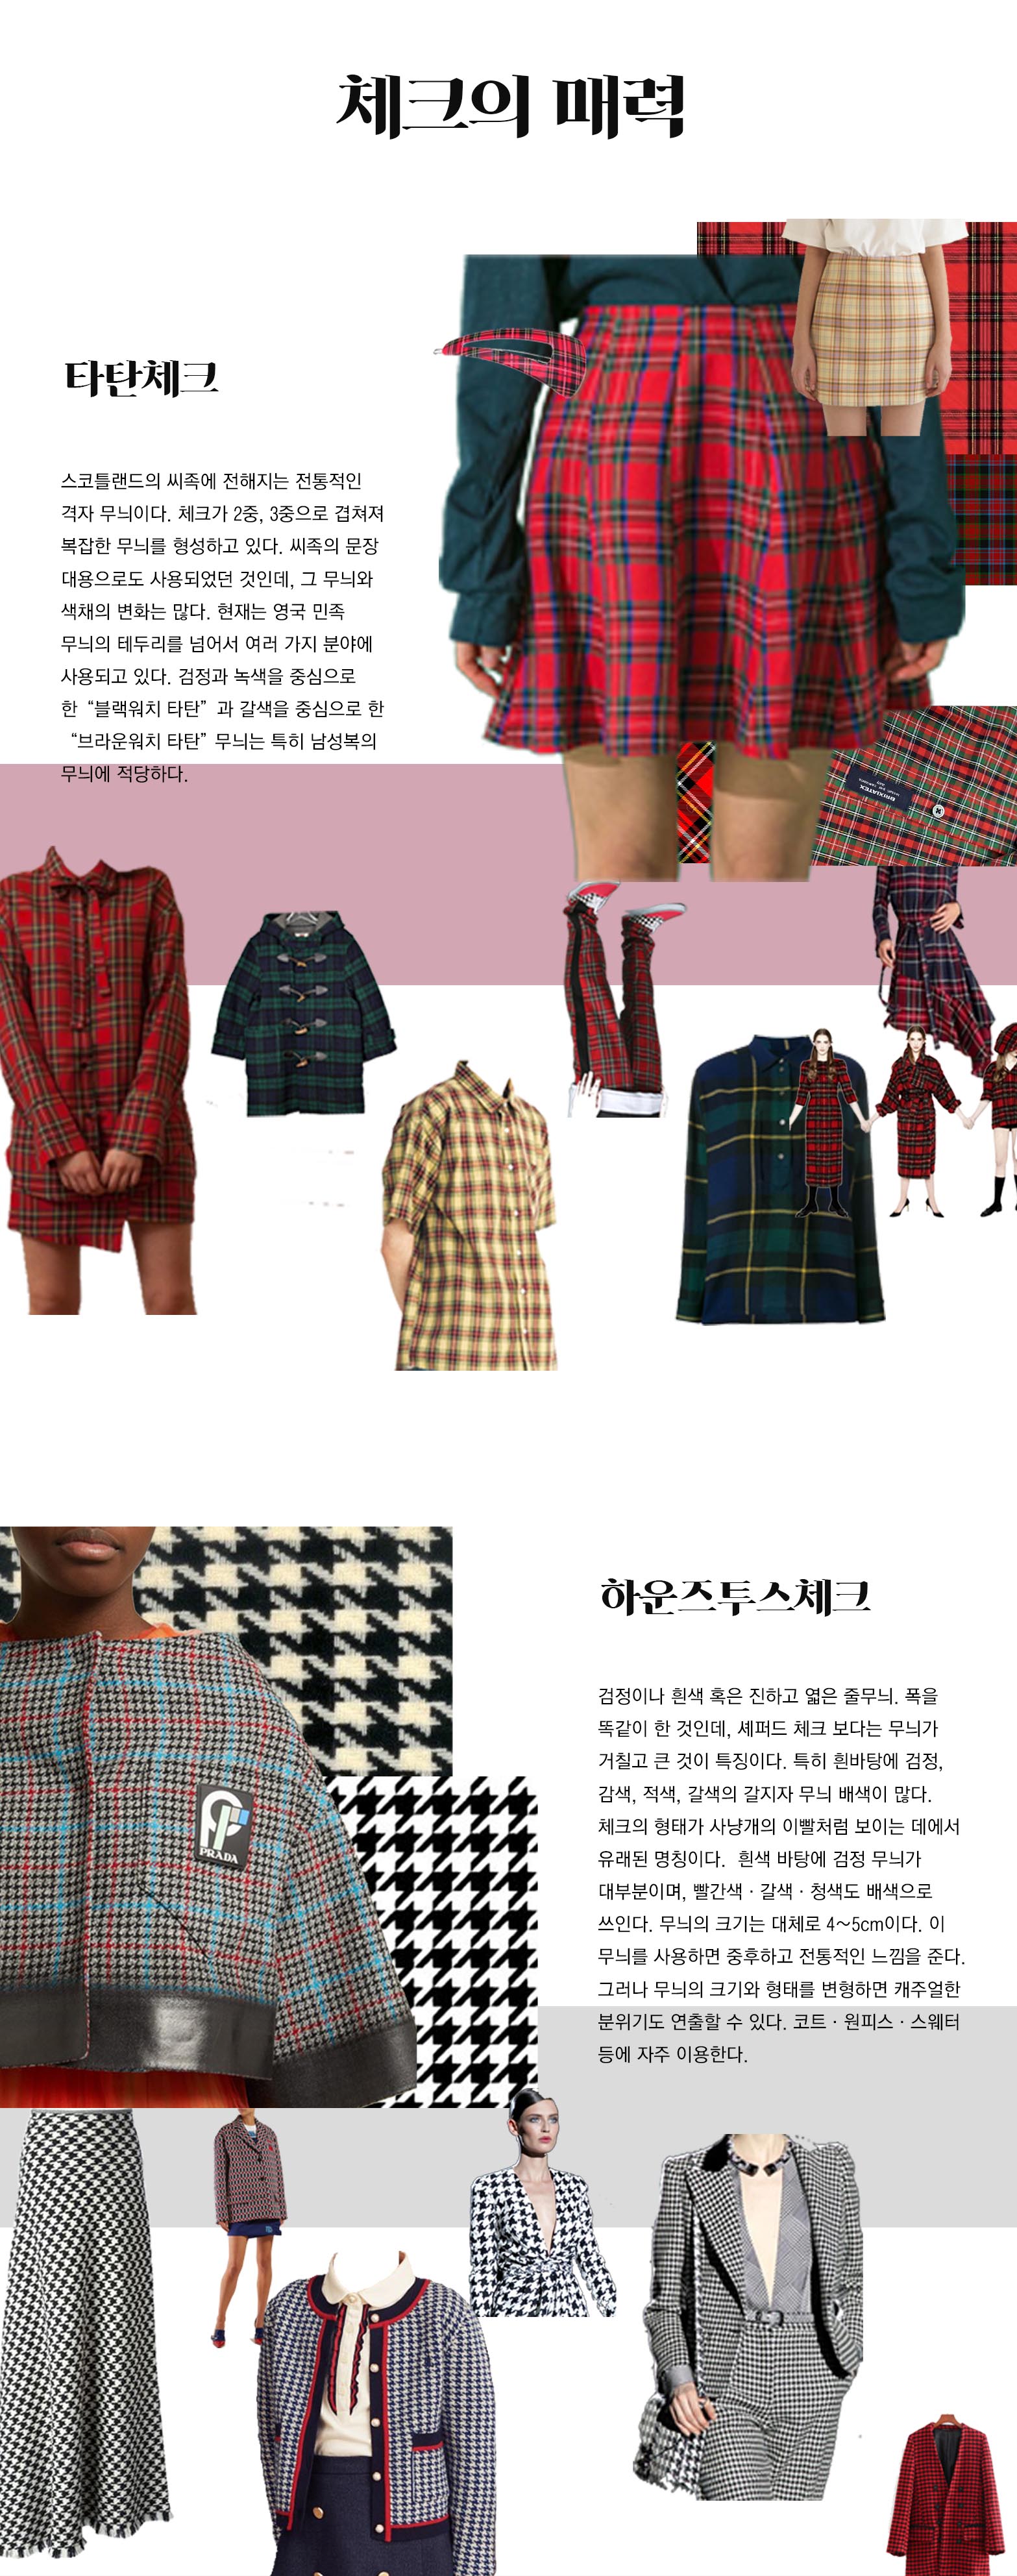 체크의 매력
타탄체크
스코틀랜드의 씨족에 전해지는 전통적인
격자 무늬이다. 체크가 2중, 3중으로 겹쳐져
복잡한 무늬를 형성하고 있다. 씨족의 문장
대용으로도 사용되었던 것인데, 그 무늬와
색채의 변화는 많다. 현재는 영국 민족
무늬의 테두리를 넘어서 여러 가지 분야에
사용되고 있다. 검정과 녹색을 중심으로
한 “블랙워치 타탄” 과 갈색을 중심으로 한
“브라운워치 타탄” 무늬는 특히 남성복의
무늬에 적당하다.
BRIXIATEX
하운즈투스체크
검정이나 흰색 혹은 진하고 엷은 줄무늬. 폭을
똑같이 한 것인데, 셰퍼드 체크 보다는 무늬가
거칠고 큰 것이 특징이다. 특히 흰바탕에 검정,
감색, 적색, 갈색의 갈지자 무늬 배색이 많다.
체크의 형태가 사냥개의 이빨처럼 보이는 데에서
유래된 명칭이다. 흰색 바탕에 검정 무늬가
대부분이며, 빨간색 · 갈색 · 청색도 배색으로
쓰인다. 무늬의 크기는 대체로 4~5cm이다. 이
무늬를 사용하면 중후하고 전통적인 느낌을 준다.
그러나 무늬의 크기와 형태를 변형하면 캐주얼한
분위기도 연출할 수 있다. 코트 · 원피스 · 스웨터
등에 자주 이용한다.
PRADA